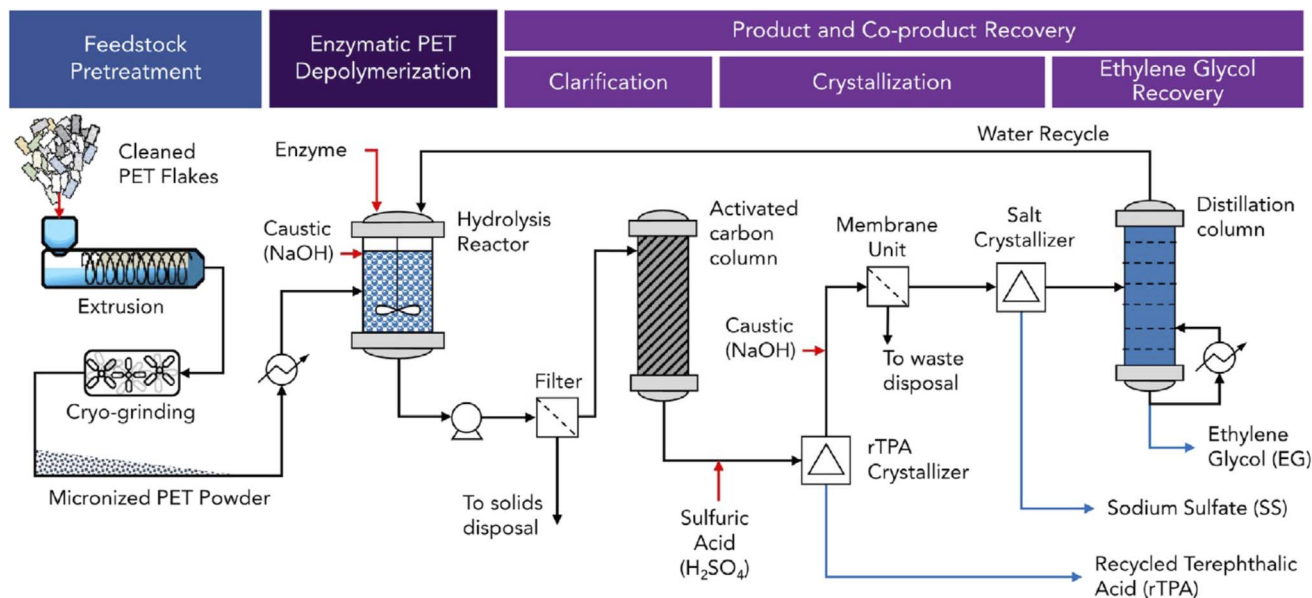 Feedstock
Pretreatment
Enzymatic PET
Depolymerization
Product and Co-product Recovery
Clarification
Crystallization
Ethylene Glycol
Recovery
Cleaned
PET Flakes
Extrusion
Cryo-grinding
Micronized PET Powder
Enzyme
Caustic
(NaOH)
Hydrolysis
Reactor
Filter
To solids
disposal
Activated
carbon
column
Sulfuric
Acid
(H₂SO₄)
Caustic
(NaOH)
rTPA
Crystallizer
Membrane
Unit
To waste
disposal
Salt
Crystallizer
Water Recycle
Distillation
column
Ethylene
Glycol (EG)
Sodium Sulfate (SS)
Recycled Terephthalic
Acid (rTPA)